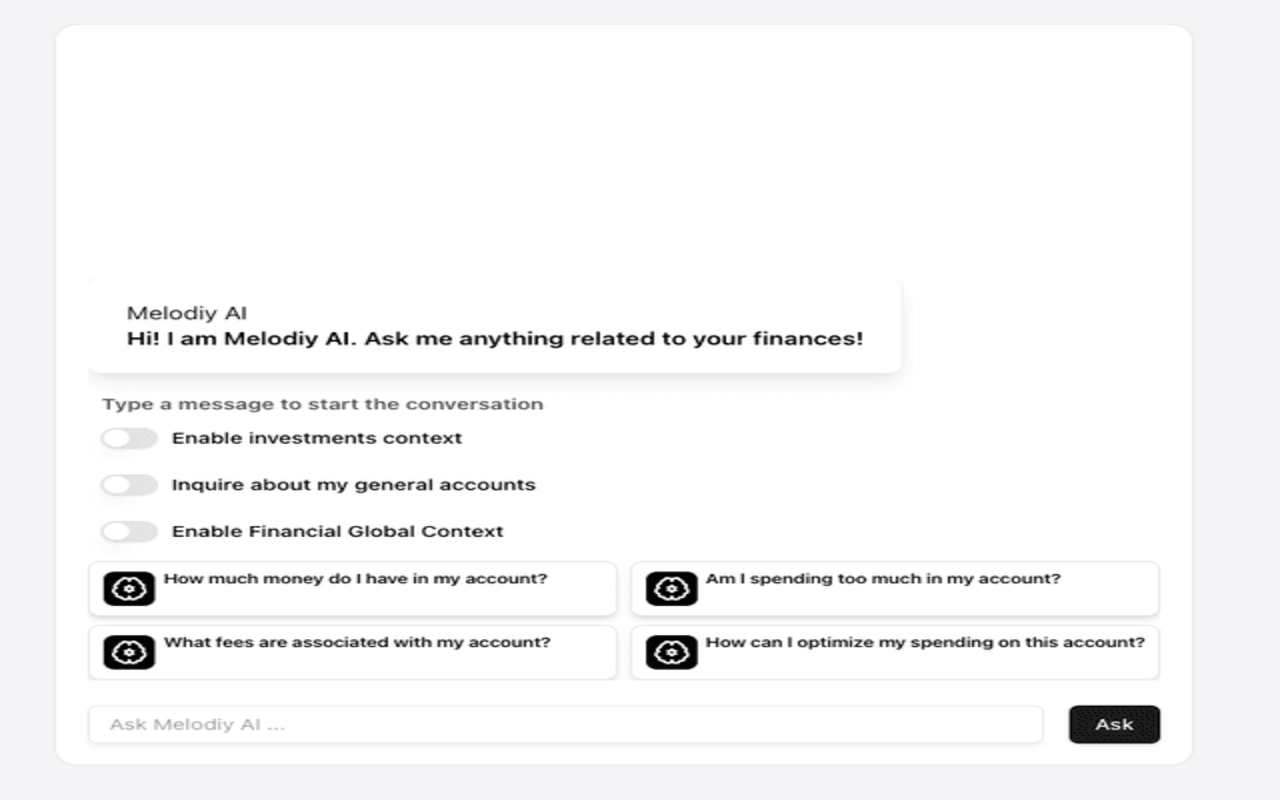 Melodiy AI
Hi! I am Melodiy AI. Ask me anything related to your finances!
Type a message to start the conversation
Enable investments context
Inquire about my general accounts
Enable Financial Global Context
How much money do I have in my account?
Am I spending too much in my account?
What fees are associated with my account?
How can I optimize my spending on this account?
Ask Melodiy AI ...
Ask